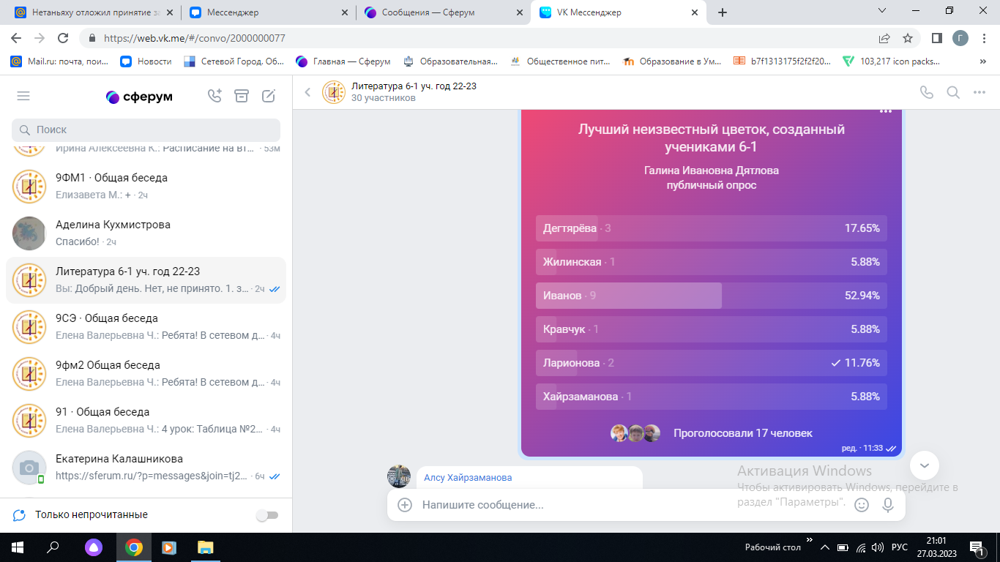 Нетаньяху отложил принятие за
Мессенджер
Сообщения — Сферум
VK Мессенджер
https://web.vk.me/#/convo/2000000077
Г
Mail.ru: почта, пои...
Новости
Сетевой Город. Об...
Главная — Сферум
Образовательная...
Общественное пит...
Образование в Ум...
b7f1313175f2f2f20...
103,217 icon packs...
сферум
Поиск
Ирина Алексеевна К.: Расписание на вт... · 53м
9ФМ1 · Общая беседа
Елизавета М.: + · 2ч
Аделина Кухмистрова
Спасибо! · 2ч
Литература 6-1 уч. год 22-23
Вы: Добрый день. Нет, не принято. 1. з... · 2ч
9СЭ · Общая беседа
Елена Валерьевна Ч.: Ребята! В сетевом д... · 4ч
9фм2 Общая беседа
Елена Валерьевна Ч.: Ребята! В сетевом д... · 4ч
91 · Общая беседа
Елена Валерьевна Ч.: 4 урок: Таблица №2... · 4ч
Екатерина Калашникова
https://sferum.ru/?p=messages&join=tj2... · 6ч
Только непрочитанные
Литература 6-1 уч. год 22-23
30 участников
Лучший неизвестный цветок, созданный
учениками 6-1
Галина Ивановна Дятлова
публичный опрос
Дегтярёва · 3 17.65%
Жилинская · 1 5.88%
Иванов · 9 52.94%
Кравчук · 1 5.88%
Ларионова · 2 11.76%
Хайрзаманова · 1 5.88%
Проголосовали 17 человек
ред. · 11:33
Алсу Хайрзаманова
Напишите сообщение...
Активация Windows
Чтобы активировать Windows, перейдите в
раздел "Параметры".
Рабочий стол
РУС
21:01
27.03.2023
1